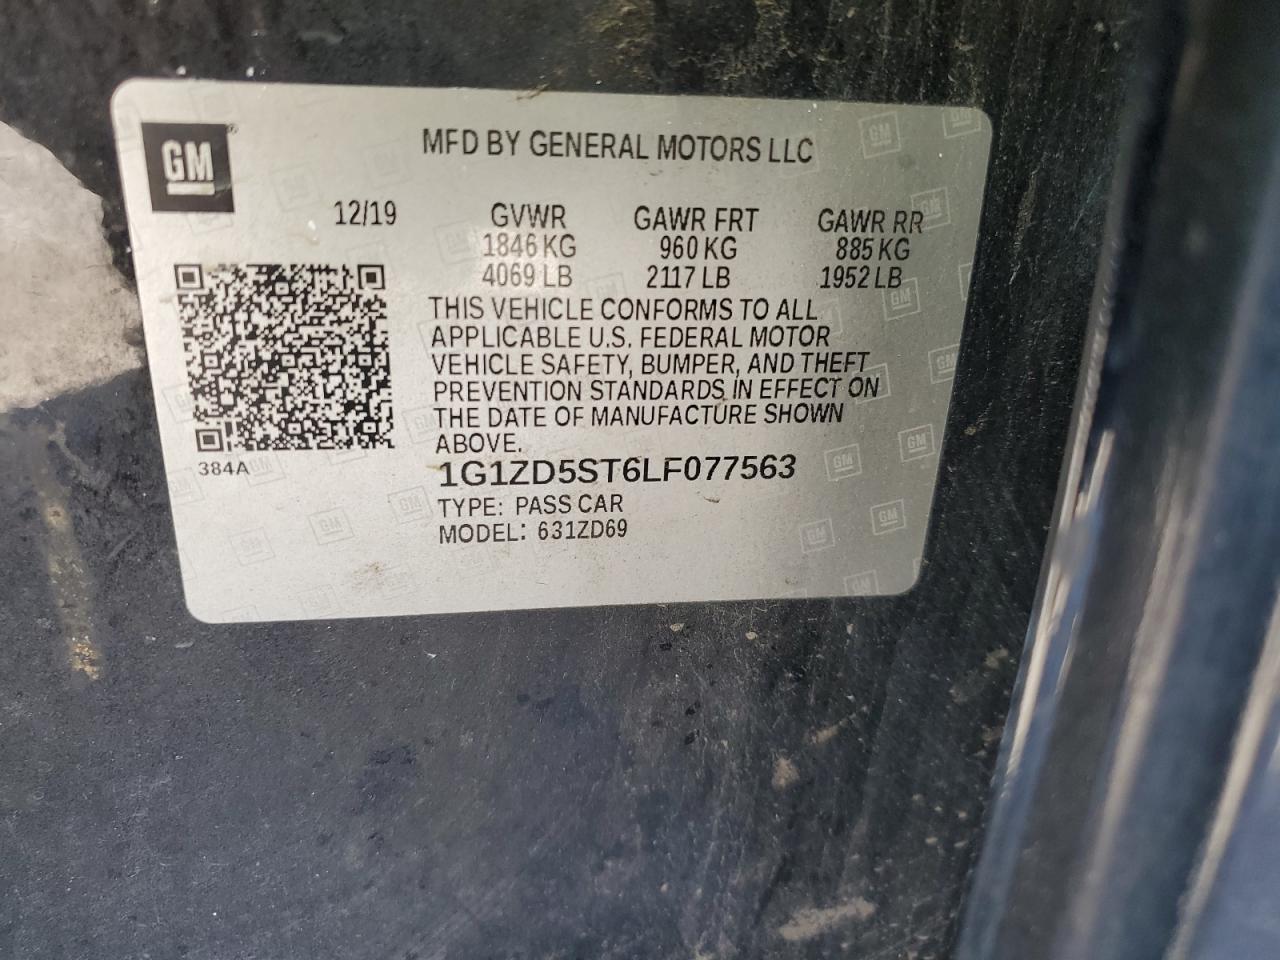 GM
MFD BY GENERAL MOTORS LLC
12/19 GVWR GAWR FRT GAWR RR
1846 KG 960 KG 885 KG
4069 LB 2117 LB 1952 LB
THIS VEHICLE CONFORMS TO ALL
APPLICABLE U.S. FEDERAL MOTOR
VEHICLE SAFETY, BUMPER, AND THEFT
PREVENTION STANDARDS IN EFFECT ON
THE DATE OF MANUFACTURE SHOWN
ABOVE.
384A
1G1ZD5ST6LF077563
TYPE: PASS CAR
MODEL: 631ZD69